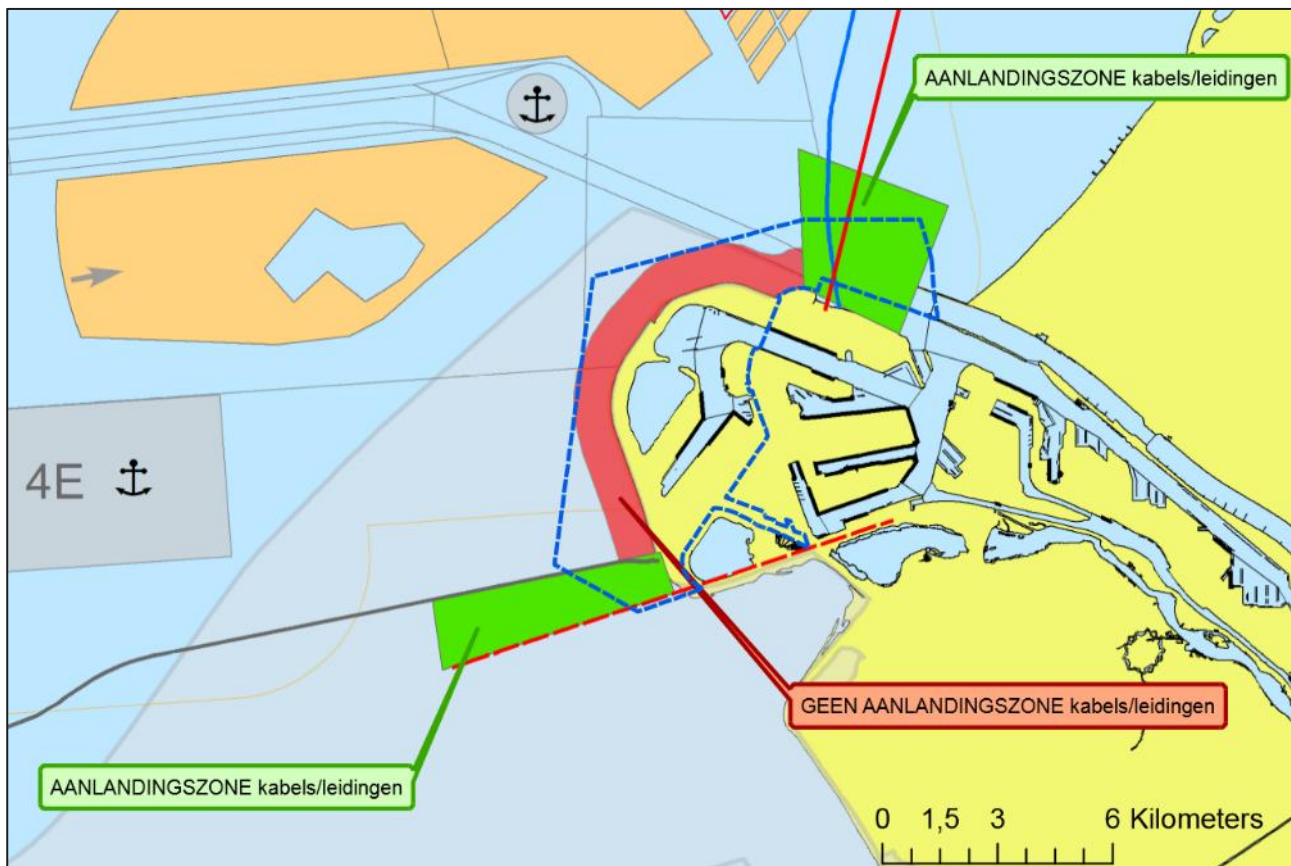 AANLANDINGSZONE kabels/leidingen
4E
GEEN AANLANDINGSZONE kabels/leidingen
AANLANDINGSZONE kabels/leidingen
0 1,5 3 6 Kilometers